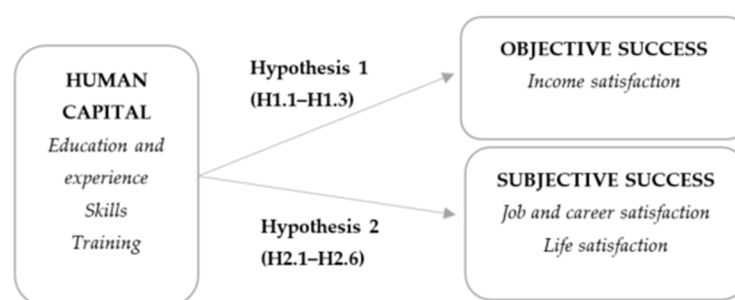 HUMAN
CAPITAL
Education and
experience
Skills
Training
Hypothesis 1
(H1.1–H1.3)
Hypothesis 2
(H2.1–H2.6)
OBJECTIVE SUCCESS
Income satisfaction
SUBJECTIVE SUCCESS
Job and career satisfaction
Life satisfaction